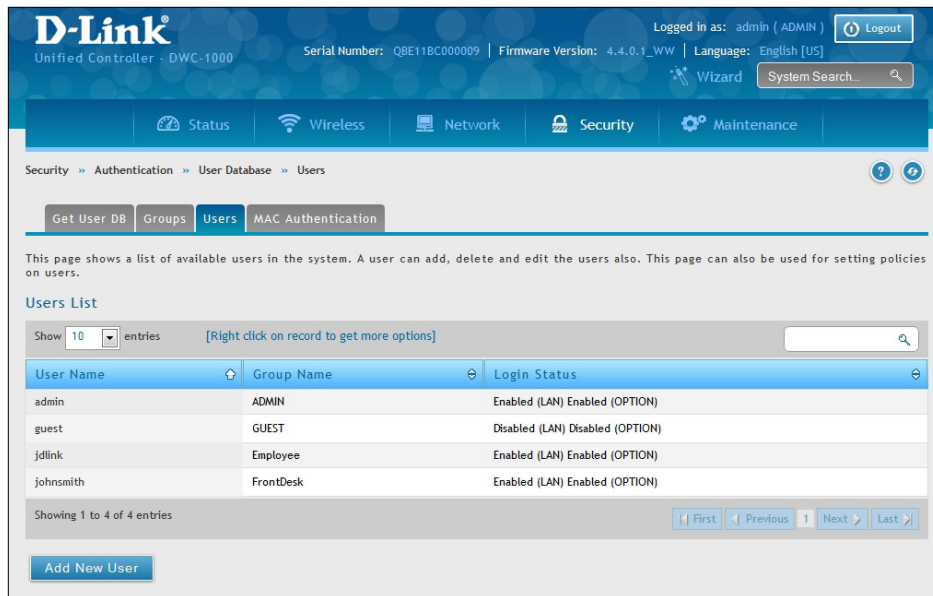 D-Link®
Unified Controller - DWC-1000
Logged in as: admin ( ADMIN ) Logout
Serial Number: QBE11BC000009 | Firmware Version: 4.4.0.1_WW | Language: English [US]
Wizard System Search...
Status Wireless Network Security Maintenance
Security » Authentication » User Database » Users
Get User DB Groups Users MAC Authentication
This page shows a list of available users in the system. A user can add, delete and edit the users also. This page can also be used for setting policies
on users.
Users List
Show 10 entries [Right click on record to get more options]
User Name Group Name Login Status
admin ADMIN Enabled (LAN) Enabled (OPTION)
guest GUEST Disabled (LAN) Disabled (OPTION)
jdlink Employee Enabled (LAN) Enabled (OPTION)
johnsmith FrontDesk Enabled (LAN) Enabled (OPTION)
Showing 1 to 4 of 4 entries First Previous 1 Next Last
Add New User